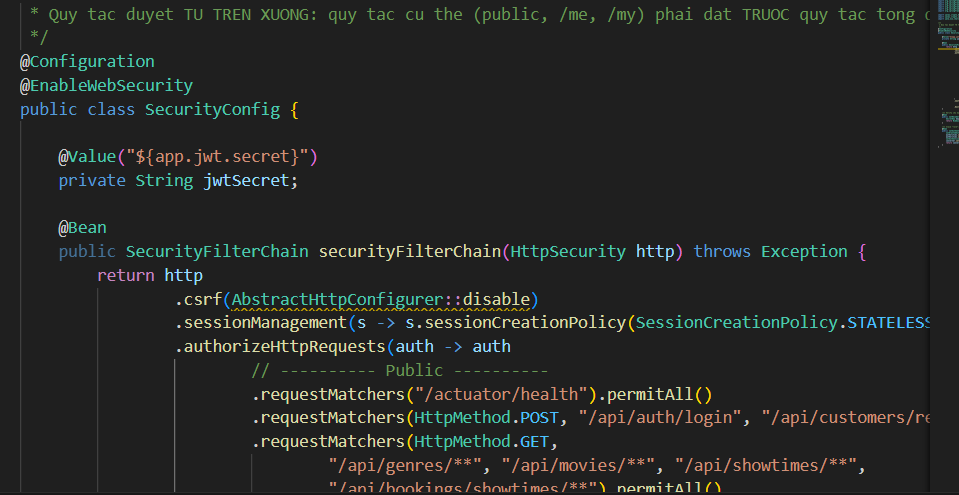 * Quy tac duyet TU TREN XUONG: quy tac cu the (public, /me, /my) phai dat TRUOC quy tac tong
*/
@Configuration
@EnableWebSecurity
public class SecurityConfig {
@Value("${app.jwt.secret}")
private String jwtSecret;
@Bean
public SecurityFilterChain securityFilterChain(HttpSecurity http) throws Exception {
return http
.csrf(AbstractHttpConfigurer::disable)
.sessionManagement(s -> s.sessionCreationPolicy(SessionCreationPolicy.STATELESS
.authorizeHttpRequests(auth -> auth
// ---------- Public ----------
.requestMatchers("/actuator/health").permitAll()
.requestMatchers(HttpMethod.POST, "/api/auth/login", "/api/customers/re
.requestMatchers(HttpMethod.GET,
"/api/genres/**", "/api/movies/**", "/api/showtimes/**",
"/api/bookings/showtimes/**").permitAll()